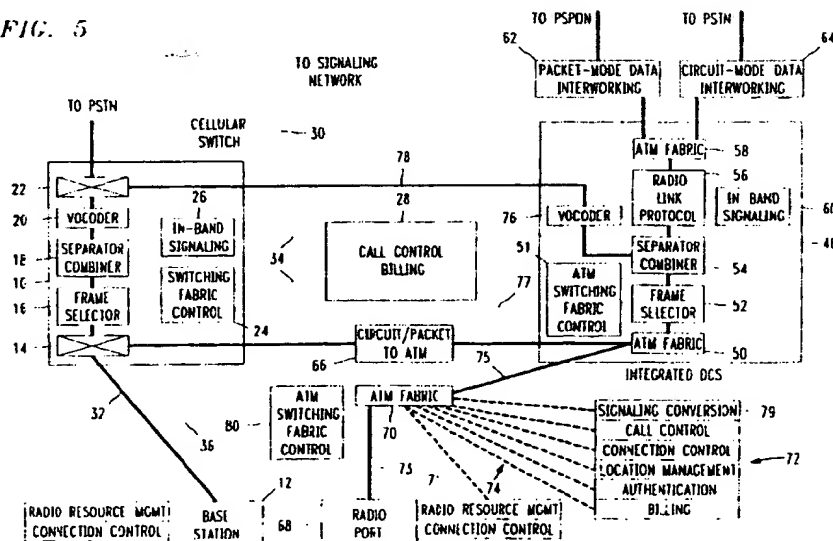 FIG. 5
TO PSPDN
TO PSTN
62
64
TO SIGNALING
NETWORK
PACKET-MODE DATA
INTERWORKING
CIRCUIT-MODE DATA
INTERWORKING
TO PSTN
CELLULAR
SWITCH
30
ATM FABRIC
58
22
26
78
56
20
VOCODER
IN-BAND
SIGNALING
28
76
VOCODER
RADIO
LINK
PROTOCOL
IN BAND
SIGNALING
60
18
SEPARATOR
COMBINER
34
CALL CONTROL
BILLING
51
SEPARATOR
COMBINER
54
10
SWITCHING
FABRIC
CONTROL
ATM
SWITCHING
FABRIC
CONTROL
16
FRAME
SELECTOR
77
FRAME
SELECTOR
52
24
14
CIRCUIT/PACKET
TO ATM
ATM FABRIC
50
66
75
INTEGRATED DCS
32
36
80
ATM
SWITCHING
FABRIC
CONTROL
ATM FABRIC
70
SIGNALING CONVERSION
79
CALL CONTROL
CONNECTION CONTROL
72
LOCATION MANAGEMENT
AUTHENTICATION
BILLING
73
74
12
RADIO RESOURCE MGMT
CONNECTION CONTROL
BASE
STATION
68
RADIO
PORT
RADIO RESOURCE MGMT
CONNECTION CONTROL